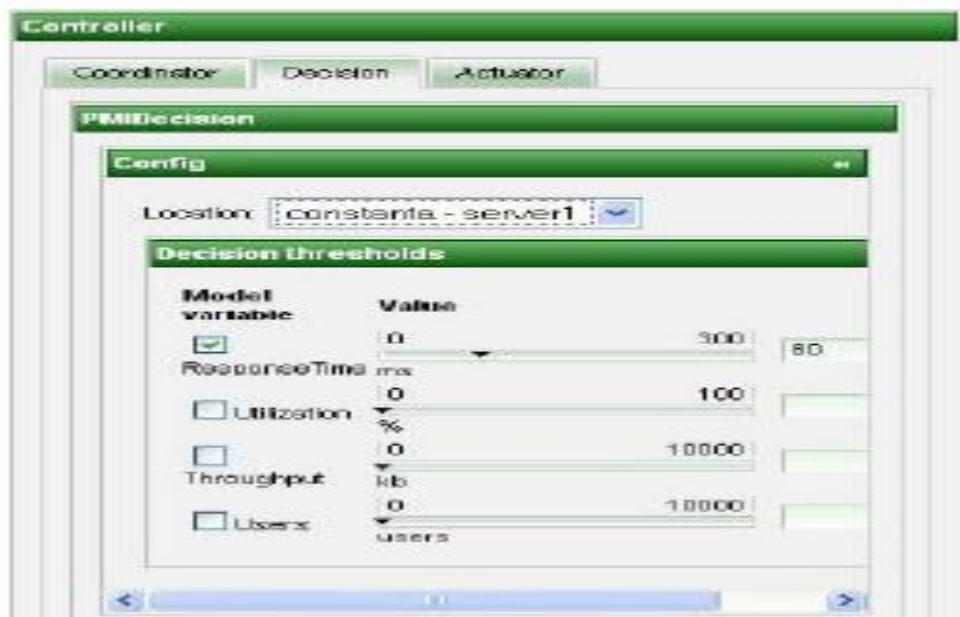 Controller
Coordinator Decision Actuator
PMIDecision
Config
Location: constanta - server1
Decision thresholds
Model variable Value
0 300
80
ResponseTime ms
0 100
Utilization
%
0 10000
Throughput kb
0 10000
Users
users